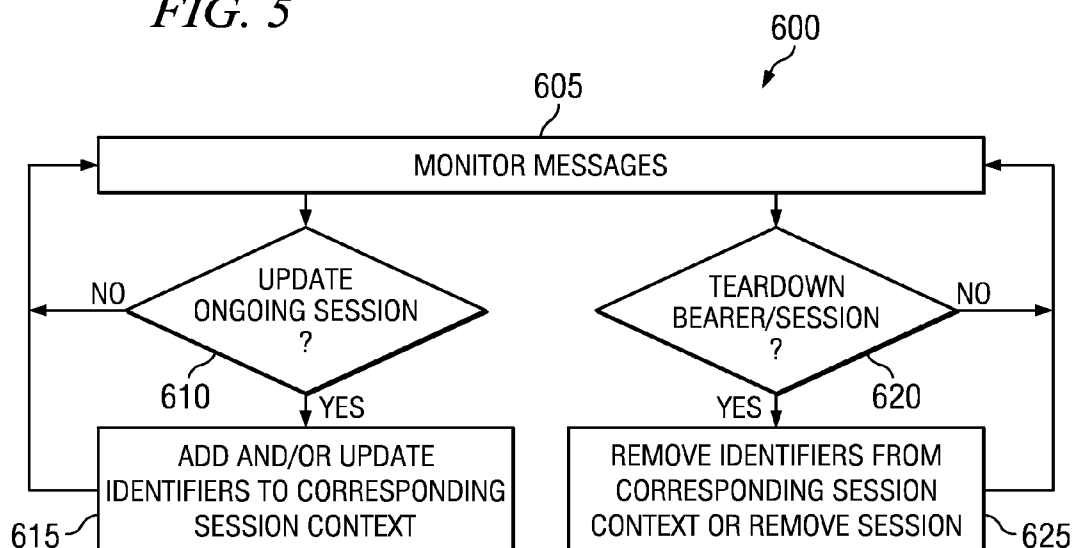 FIG. 5
600
605
MONITOR MESSAGES
UPDATE
ONGOING SESSION
?
NO
610
YES
TEARDOWN
BEARER/SESSION
?
NO
620
YES
ADD AND/OR UPDATE
IDENTIFIERS TO CORRESPONDING
SESSION CONTEXT
615
REMOVE IDENTIFIERS FROM
CORRESPONDING SESSION
CONTEXT OR REMOVE SESSION
625